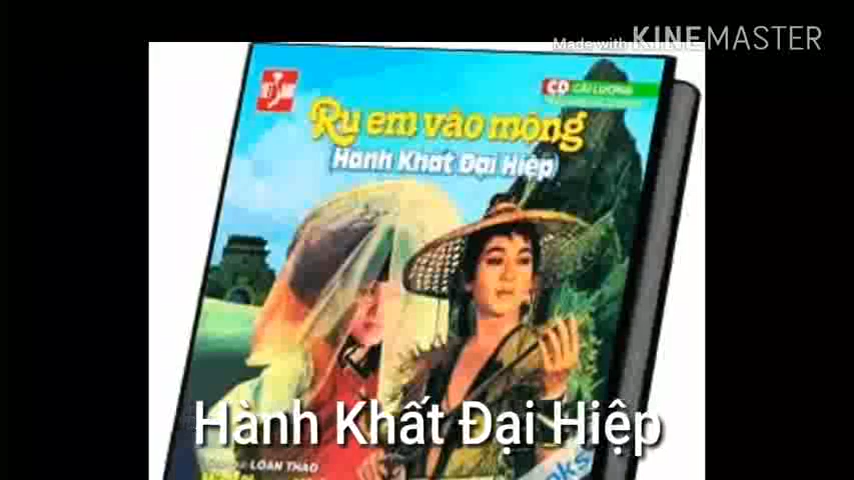 Made with KINEMASTER
CD CẢI LƯƠNG
Ru em vào mộng
Hành Khất Đại Hiệp
Hành Khất Đại Hiệp
LOAN THẢO